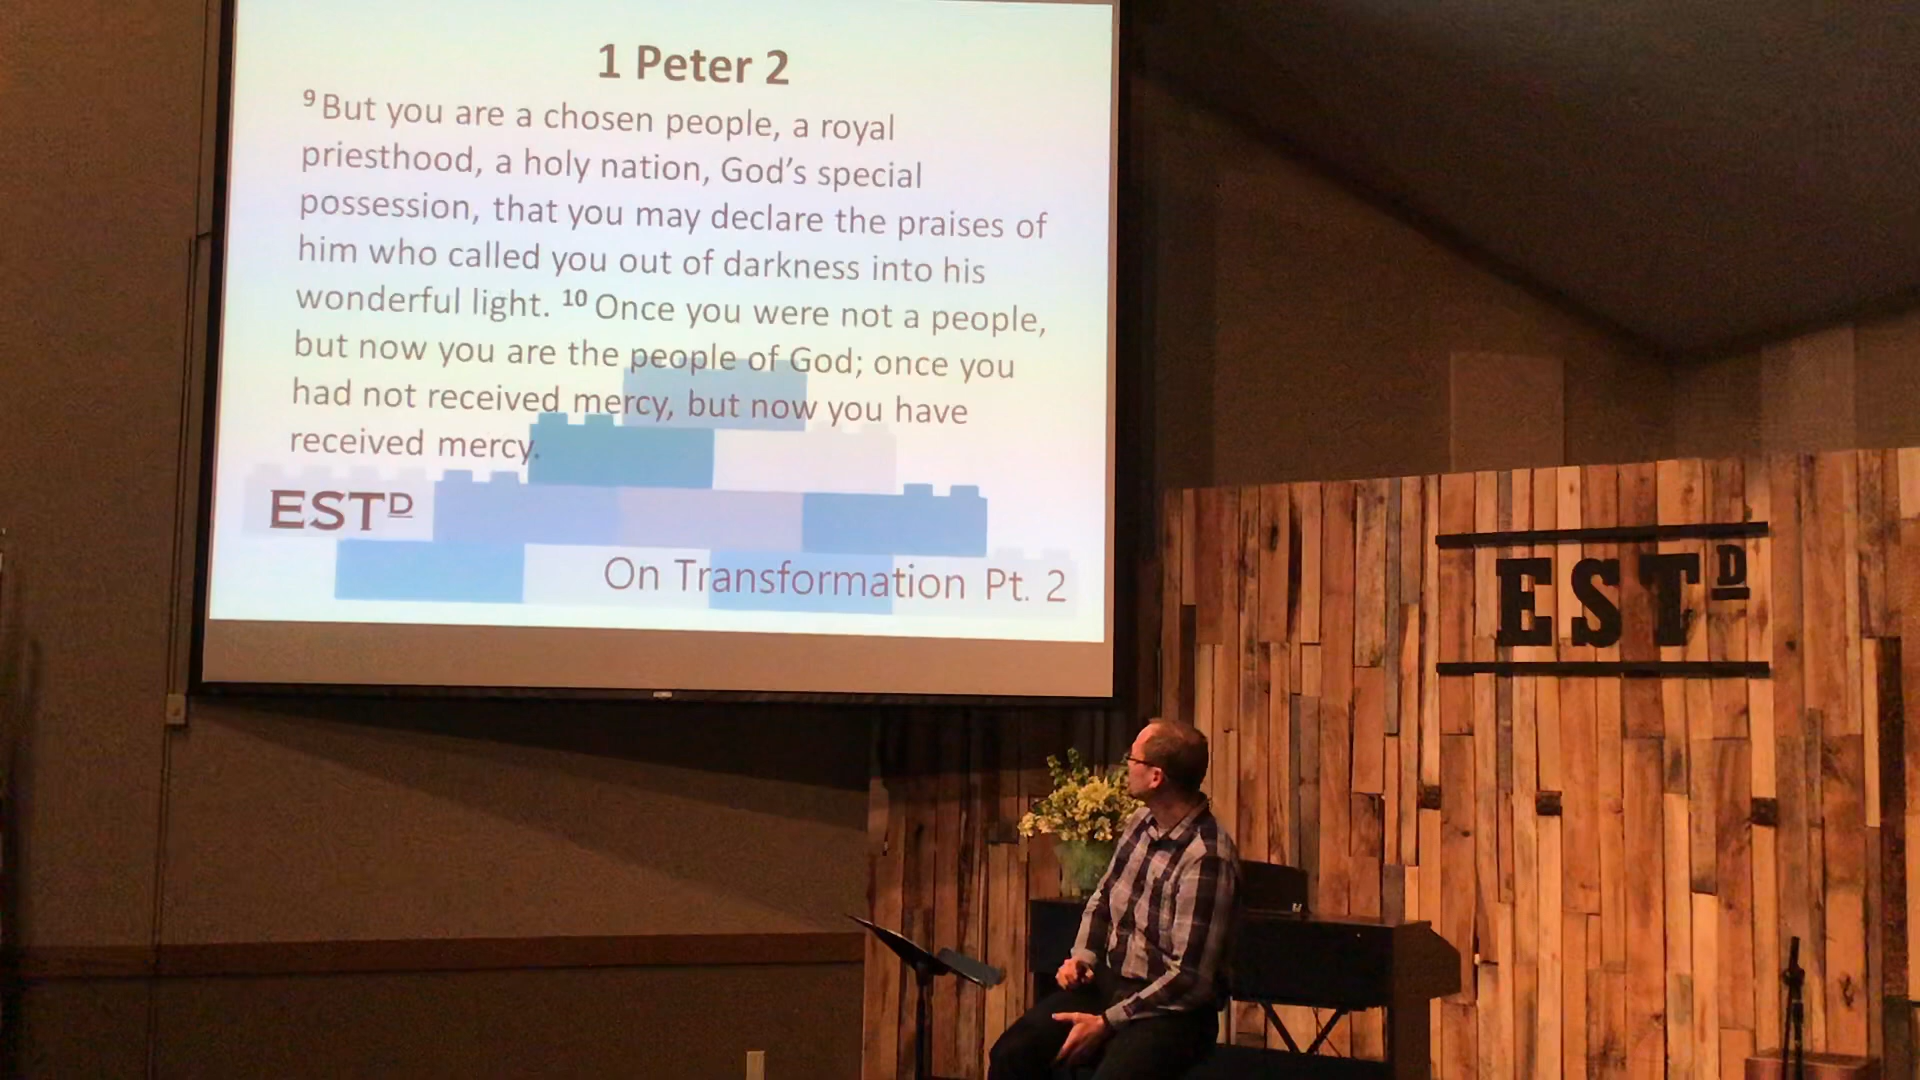 1 Peter 2
9 But you are a chosen people, a royal
priesthood, a holy nation, God's special
possession, that you may declare the praises of
him who called you out of darkness into his
wonderful light. 10 Once you were not a people,
but now you are the people of God; once you
had not received mercy, but now you have
received mercy.
ESTD
On Transformation Pt. 2
ESTD